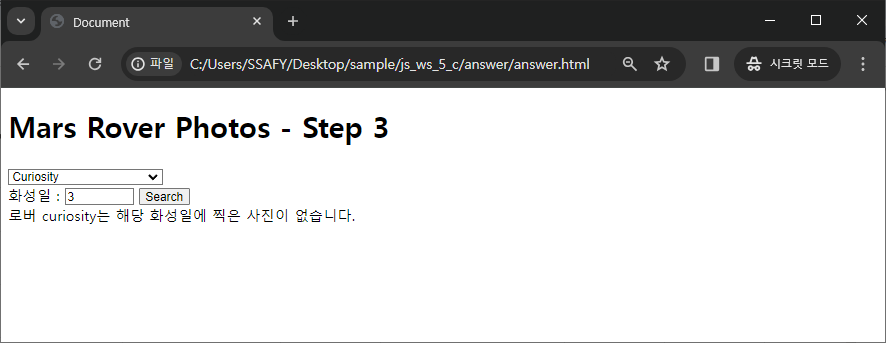 Document
파일
C:/Users/SSAFY/Desktop/sample/js_ws_5_c/answer/answer.html
시크릿 모드
Mars Rover Photos - Step 3
Curiosity
화성일 : 3 Search
로버 curiosity는 해당 화성일에 찍은 사진이 없습니다.